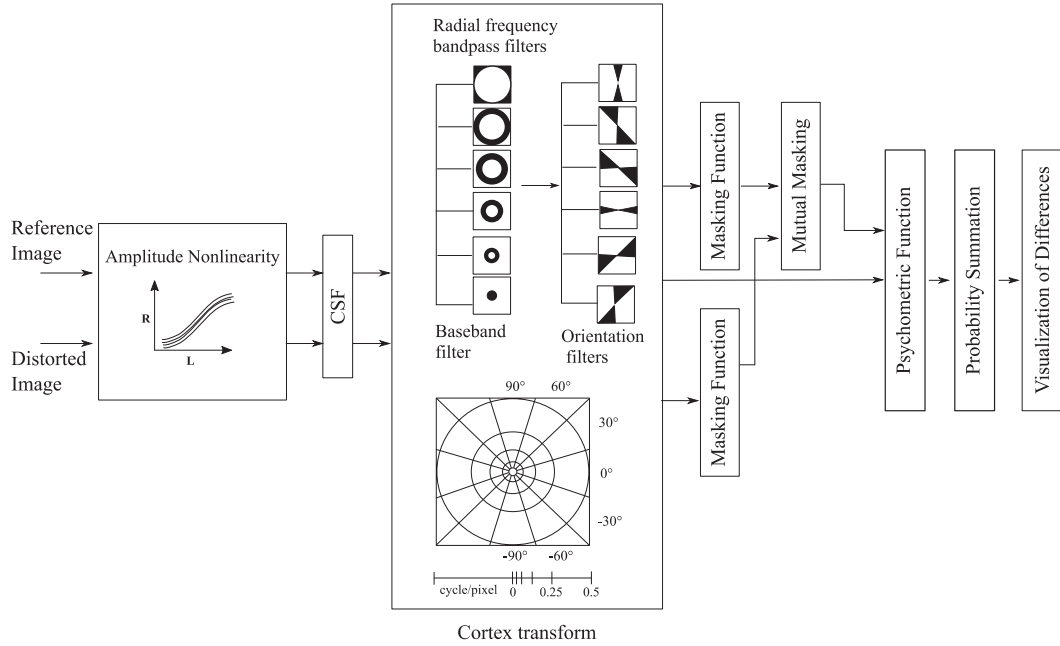 Reference
Image
Distorted
Image
Amplitude Nonlinearity
R
L
CSF
Radial frequency
bandpass filters
Baseband
filter
Orientation
filters
90° 60°
30°
0°
-30°
-90° -60°
cycle/pixel 0 0.25 0.5
Cortex transform
Masking Function
Masking Function
Mutual Masking
Psychometric Function
Probability Summation
Visualization of Differences